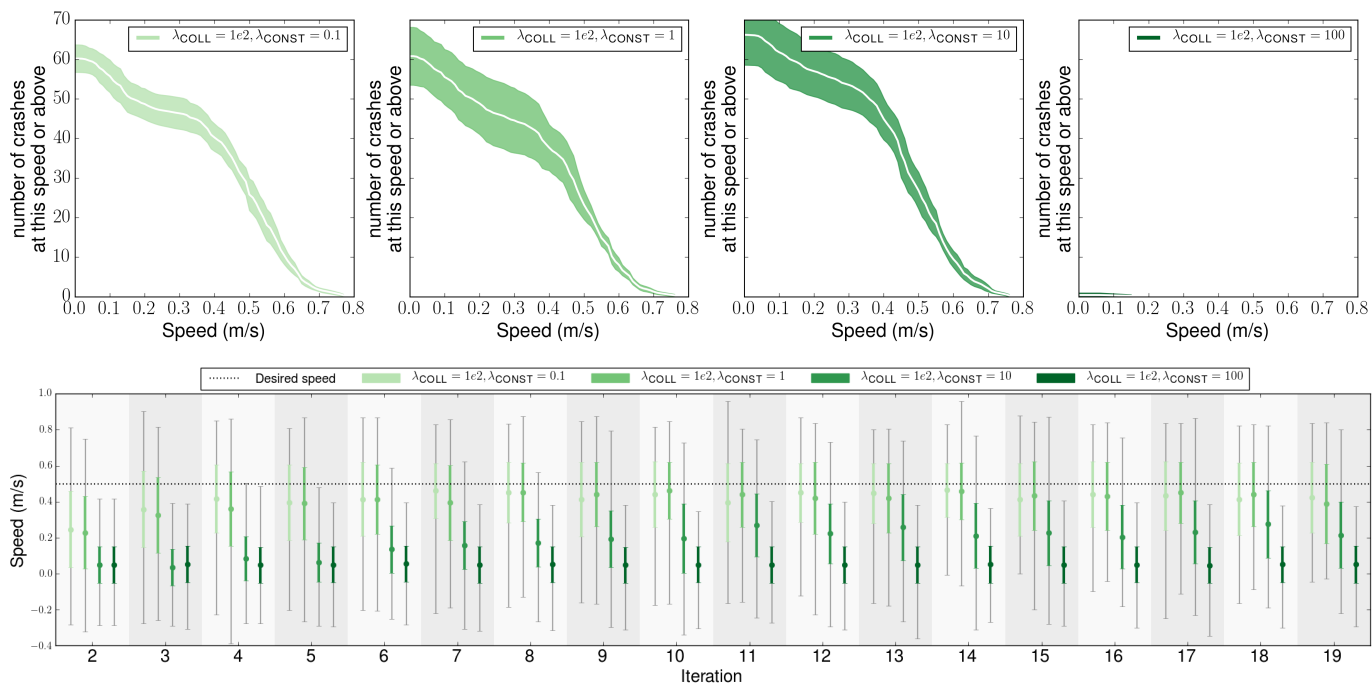 λCOLL = 1e2, λCONST = 0.1
λCOLL = 1e2, λCONST = 1
λCOLL = 1e2, λCONST = 10
λCOLL = 1e2, λCONST = 100
number of crashes
at this speed or above
70
60
50
40
30
20
10
0
0.0 0.1 0.2 0.3 0.4 0.5 0.6 0.7 0.8
Speed (m/s)
number of crashes
at this speed or above
0.0 0.1 0.2 0.3 0.4 0.5 0.6 0.7 0.8
Speed (m/s)
number of crashes
at this speed or above
0.0 0.1 0.2 0.3 0.4 0.5 0.6 0.7 0.8
Speed (m/s)
number of crashes
at this speed or above
0.0 0.1 0.2 0.3 0.4 0.5 0.6 0.7 0.8
Speed (m/s)
Desired speed λCOLL = 1e2, λCONST = 0.1 λCOLL = 1e2, λCONST = 1 λCOLL = 1e2, λCONST = 10 λCOLL = 1e2, λCONST = 100
Speed (m/s)
1.0
0.8
0.6
0.4
0.2
0.0
−0.2
−0.4
2 3 4 5 6 7 8 9 10 11 12 13 14 15 16 17 18 19
Iteration